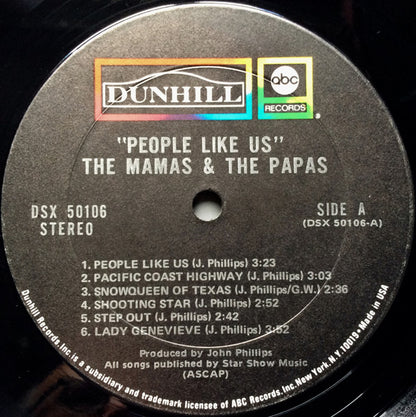 DUNHILL
abc
RECORDS
®
"PEOPLE LIKE US"
THE MAMAS & THE PAPAS
DSX 50106
STEREO
SIDE A
(DSX 50106-A)
1. PEOPLE LIKE US (J. Phillips) 3:23
2. PACIFIC COAST HIGHWAY (J. Phillips) 3:03
3. SNOWQUEEN OF TEXAS (J. Phillips/G.W.) 2:36
4. SHOOTING STAR (J. Phillips) 2:52
5. STEP OUT (J. Phillips) 2:42
6. LADY GENEVIEVE (J. Phillips) 3:52
Produced by John Phillips
All songs published by Star Show Music
(ASCAP)
Dunhill Records, Inc. is a subsidiary and trademark licensee of ABC Records, Inc. New York, N.Y. 10019 • Made in USA